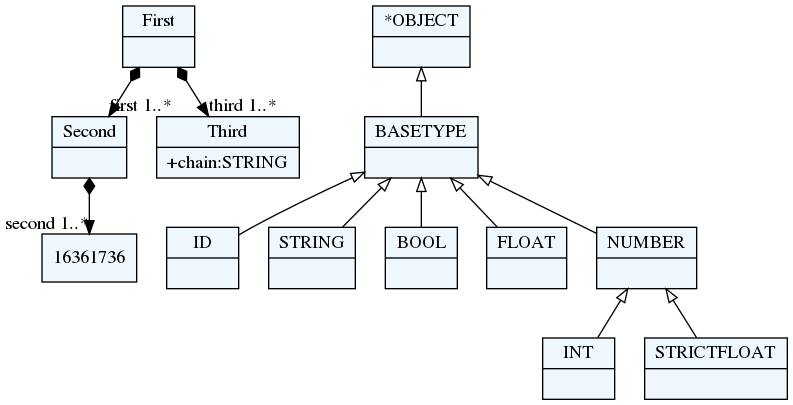 First
*OBJECT
first 1..*
third 1..*
Second
Third
+chain:STRING
BASETYPE
second 1..*
16361736
ID
STRING
BOOL
FLOAT
NUMBER
INT
STRICTFLOAT